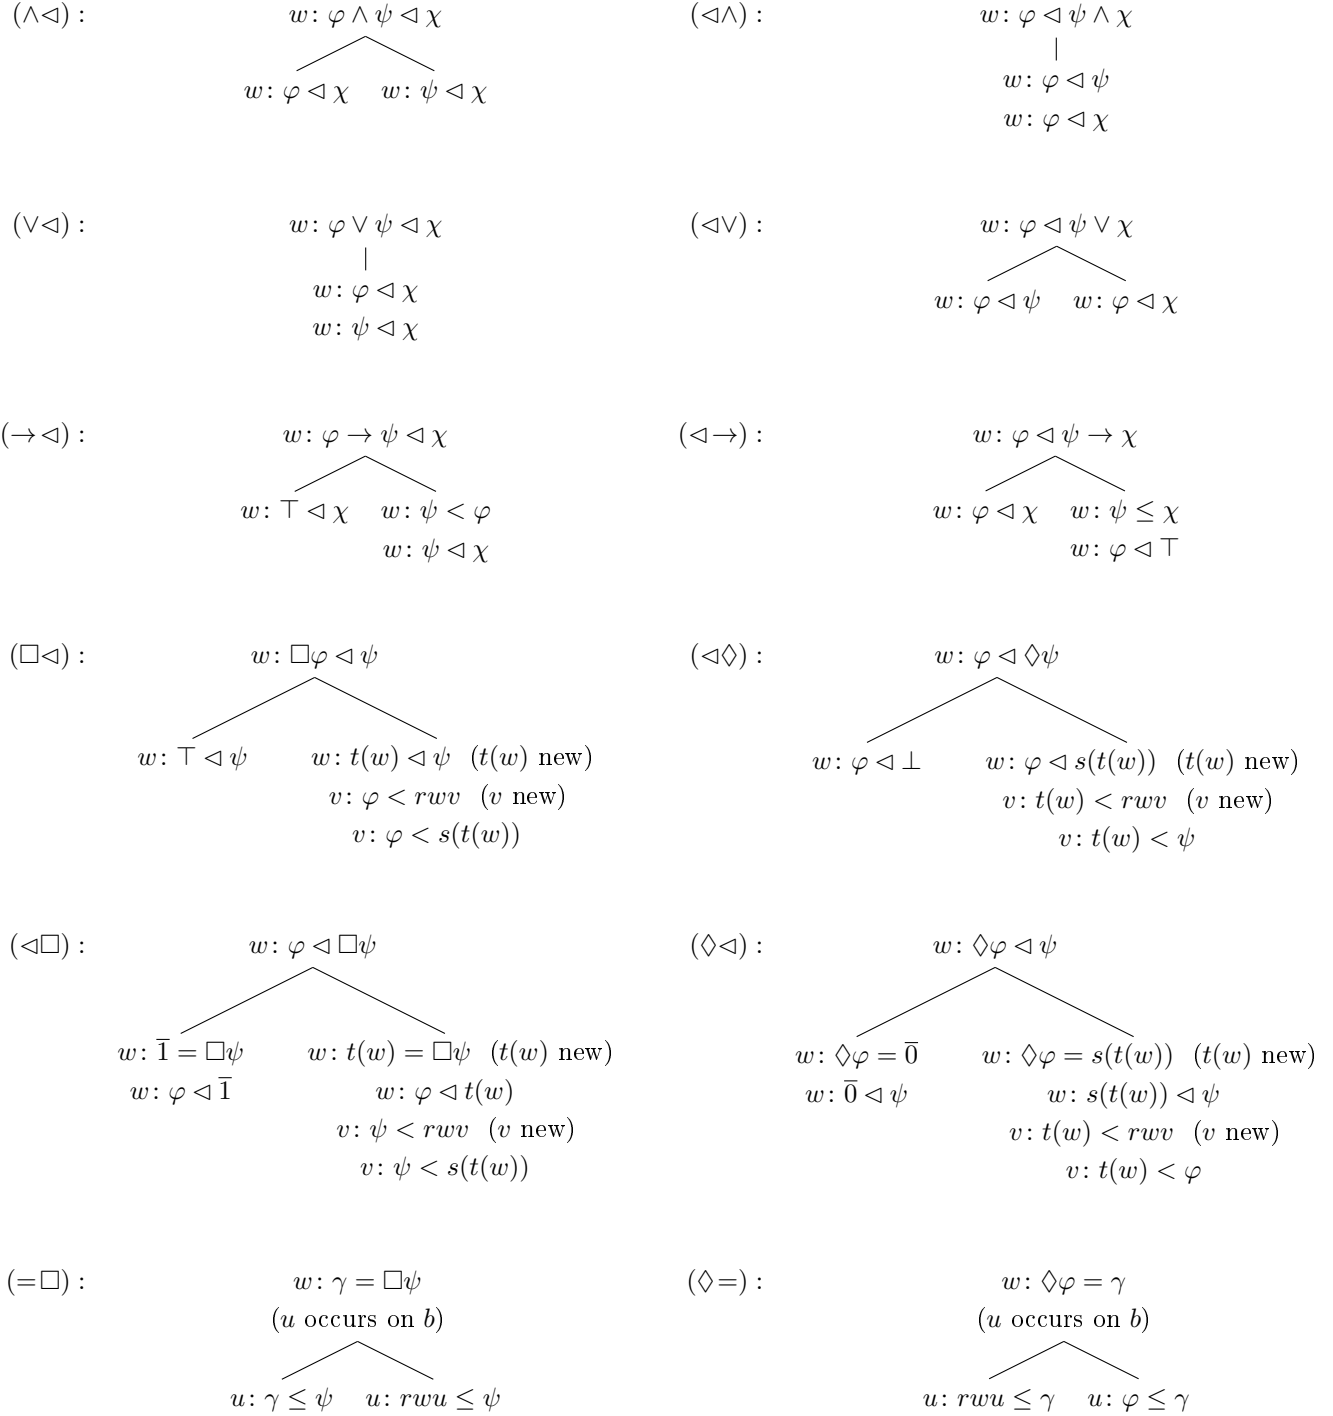 (∧◁) : w : φ ∧ ψ ◁ χ
w : φ ◁ χ w : ψ ◁ χ
(◁∧) : w : φ ◁ ψ ∧ χ
w : φ ◁ ψ
w : φ ◁ χ
(∨◁) : w : φ ∨ ψ ◁ χ
w : φ ◁ χ
w : ψ ◁ χ
(◁∨) : w : φ ◁ ψ ∨ χ
w : φ ◁ ψ w : φ ◁ χ
(→◁) : w : φ → ψ ◁ χ
w : ⊤ ◁ χ w : ψ < φ
w : ψ ◁ χ
(◁→) : w : φ ◁ ψ → χ
w : φ ◁ χ w : ψ ≤ χ
w : φ ◁ ⊤
(□◁) : w : □φ ◁ ψ
w : ⊤ ◁ ψ w : t(w) ◁ ψ (t(w) new)
v : φ < rwv (v new)
v : φ < s(t(w))
(◁◊) : w : φ ◁ ◊ψ
w : φ ◁ ⊥ w : φ ◁ s(t(w)) (t(w) new)
v : t(w) < rwv (v new)
v : t(w) < ψ
(◁□) : w : φ ◁ □ψ
w : 1̅ = □ψ w : t(w) = □ψ (t(w) new)
w : φ ◁ 1̅ w : φ ◁ t(w)
v : ψ < rwv (v new)
v : ψ < s(t(w))
(◊◁) : w : ◊φ ◁ ψ
w : ◊φ = 0̅ w : ◊φ = s(t(w)) (t(w) new)
w : 0̅ ◁ ψ w : s(t(w)) ◁ ψ
v : t(w) < rwv (v new)
v : t(w) < φ
(=□) : w : γ = □ψ
(u occurs on b)
u : γ ≤ ψ u : rwu ≤ ψ
(◊=) : w : ◊φ = γ
(u occurs on b)
u : rwu ≤ γ u : φ ≤ γ